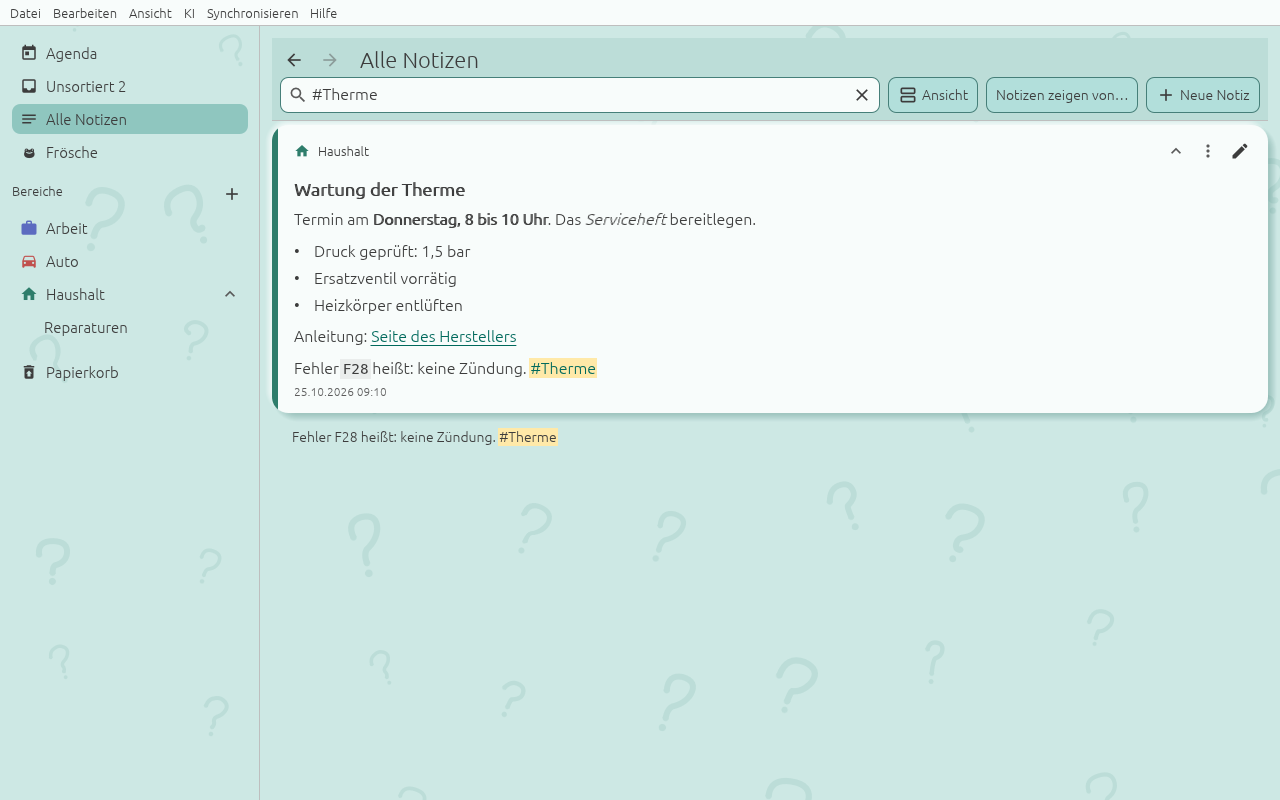 Datei Bearbeiten Ansicht KI Synchronisieren Hilfe
Agenda
Unsortiert 2
Alle Notizen
Frösche
Bereiche
Arbeit
Auto
Haushalt
Reparaturen
Papierkorb
Alle Notizen
#Therme
Ansicht
Notizen zeigen von...
Neue Notiz
Haushalt
Wartung der Therme
Termin am Donnerstag, 8 bis 10 Uhr. Das Serviceheft bereitlegen.
• Druck geprüft: 1,5 bar
• Ersatzventil vorrätig
• Heizkörper entlüften
Anleitung: Seite des Herstellers
Fehler F28 heißt: keine Zündung. #Therme
25.10.2026 09:10
Fehler F28 heißt: keine Zündung. #Therme